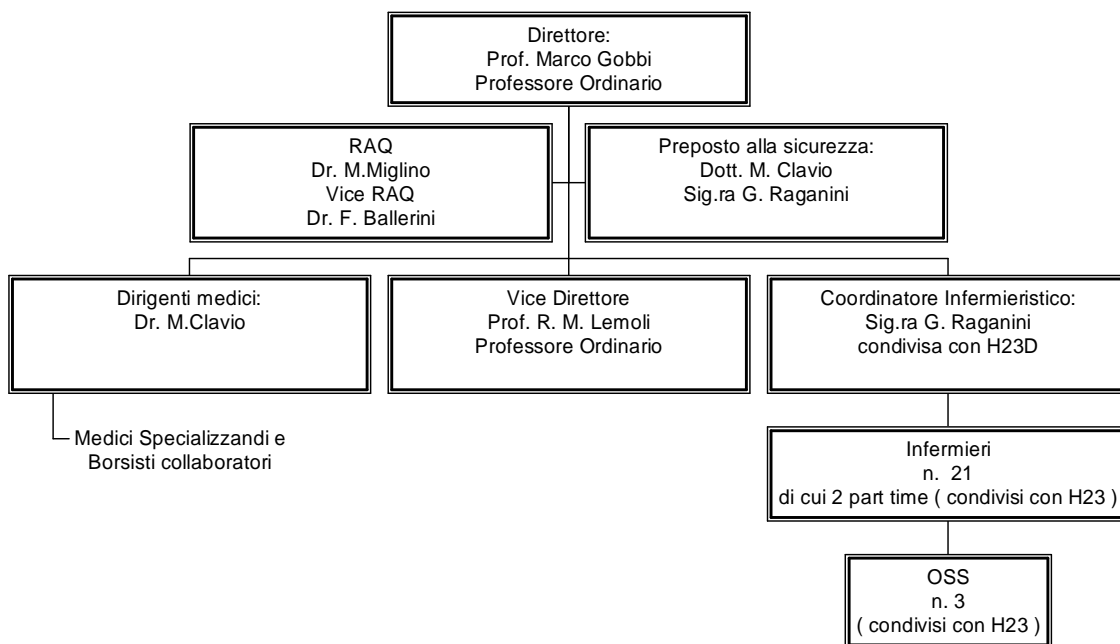 Direttore:
Prof. Marco Gobbi
Professore Ordinario
RAQ
Dr. M.Miglino
Vice RAQ
Dr. F. Ballerini
Preposto alla sicurezza:
Dott. M. Clavio
Sig.ra G. Raganini
Dirigenti medici:
Dr. M.Clavio
Vice Direttore
Prof. R. M. Lemoli
Professore Ordinario
Coordinatore Infermieristico:
Sig.ra G. Raganini
condivisa con H23D
Medici Specializzandi e
Borsisti collaboratori
Infermieri
n. 21
di cui 2 part time ( condivisi con H23 )
OSS
n. 3
( condivisi con H23 )